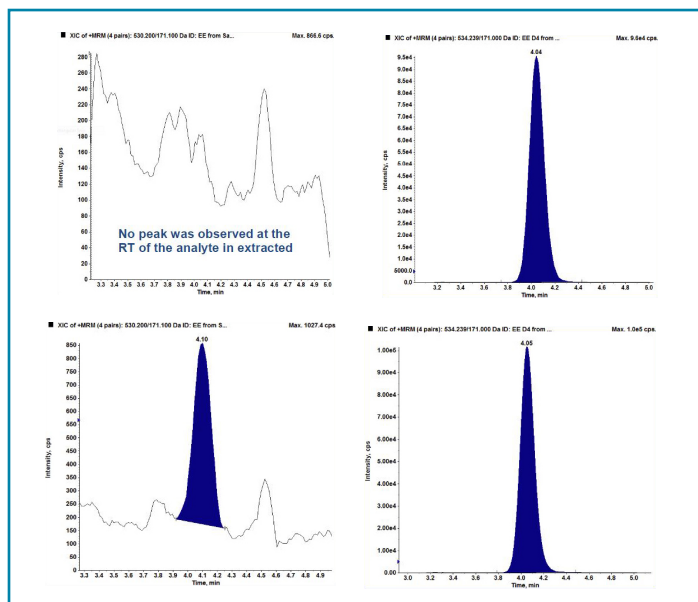 XIC of +MRM (4 pairs): 530.200/171.100 Da ID: EE from Sa... Max. 866.6 cps.
280
260
240
220
200
180
160
140
120
100
80
60
40
20
0
Intensity, cps
No peak was observed at the
RT of the analyte in extracted
3.3 3.4 3.5 3.6 3.7 3.8 3.9 4.0 4.1 4.2 4.3 4.4 4.5 4.6 4.7 4.8 4.9 5.0
Time, min
XIC of +MRM (4 pairs): 534.239/171.000 Da ID: EE D4 from ... Max. 9.6e4 cps.
4.04
9.5e4
9.0e4
8.5e4
8.0e4
7.5e4
7.0e4
6.5e4
6.0e4
5.5e4
5.0e4
4.5e4
4.0e4
3.5e4
3.0e4
2.5e4
2.0e4
1.5e4
1.0e4
5000.0
0.0
Intensity, cps
3.0 3.2 3.4 3.6 3.8 4.0 4.2 4.4 4.6 4.8 5.0
Time, min
XIC of +MRM (4 pairs): 530.200/171.100 Da ID: EE from S... Max. 1027.4 cps.
4.10
850
800
750
700
650
600
550
500
450
400
350
300
250
200
150
100
50
0
Intensity, cps
3.3 3.4 3.5 3.6 3.7 3.8 3.9 4.0 4.1 4.2 4.3 4.4 4.5 4.6 4.7 4.8 4.9
Time, min
XIC of +MRM (4 pairs): 534.239/171.000 Da ID: EE D4 from ... Max. 1.0e5 cps.
4.05
1.00e5
9.00e4
8.00e4
7.00e4
6.00e4
5.00e4
4.00e4
3.00e4
2.00e4
1.00e4
0.00
Intensity, cps
3.0 3.2 3.4 3.6 3.8 4.0 4.2 4.4 4.6 4.8 5.0
Time, min